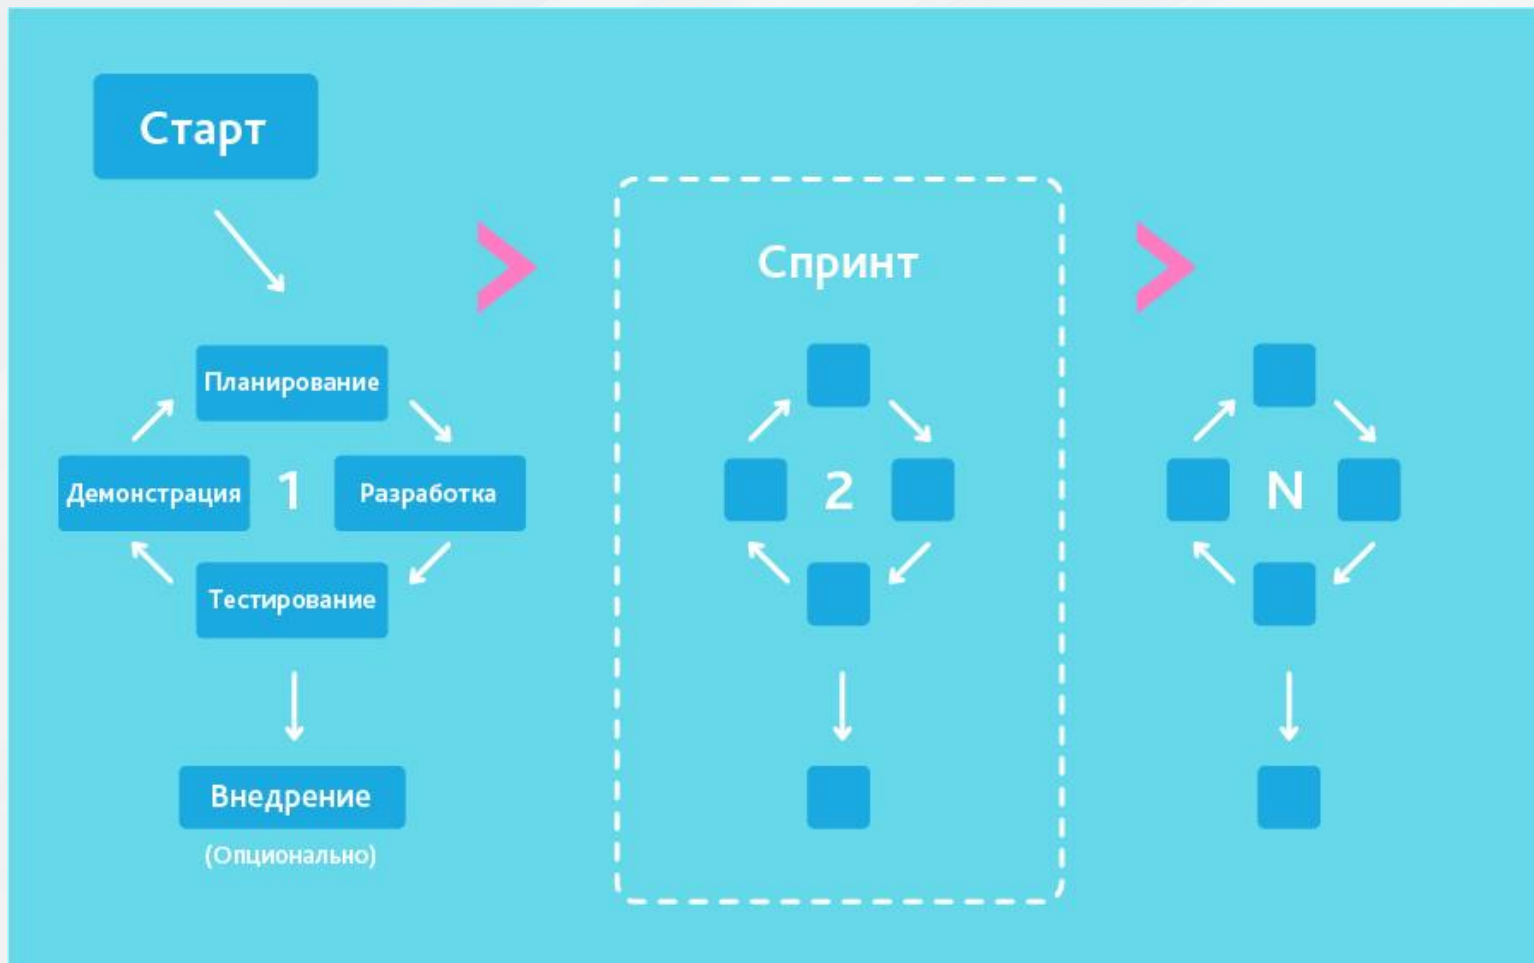 Старт
Спринт
Планирование
Демонстрация
1
Разработка
Тестирование
2
N
Внедрение
(Опционально)